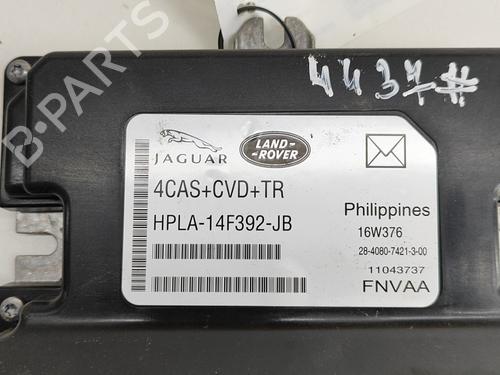 B-PARTS
4437#
JAGUAR
LAND-
ROVER
4CAS+CVD+TR
HPLA-14F392-JB
Philippines
16W376
28-4080-7421-3-00
11043737
FNVAA